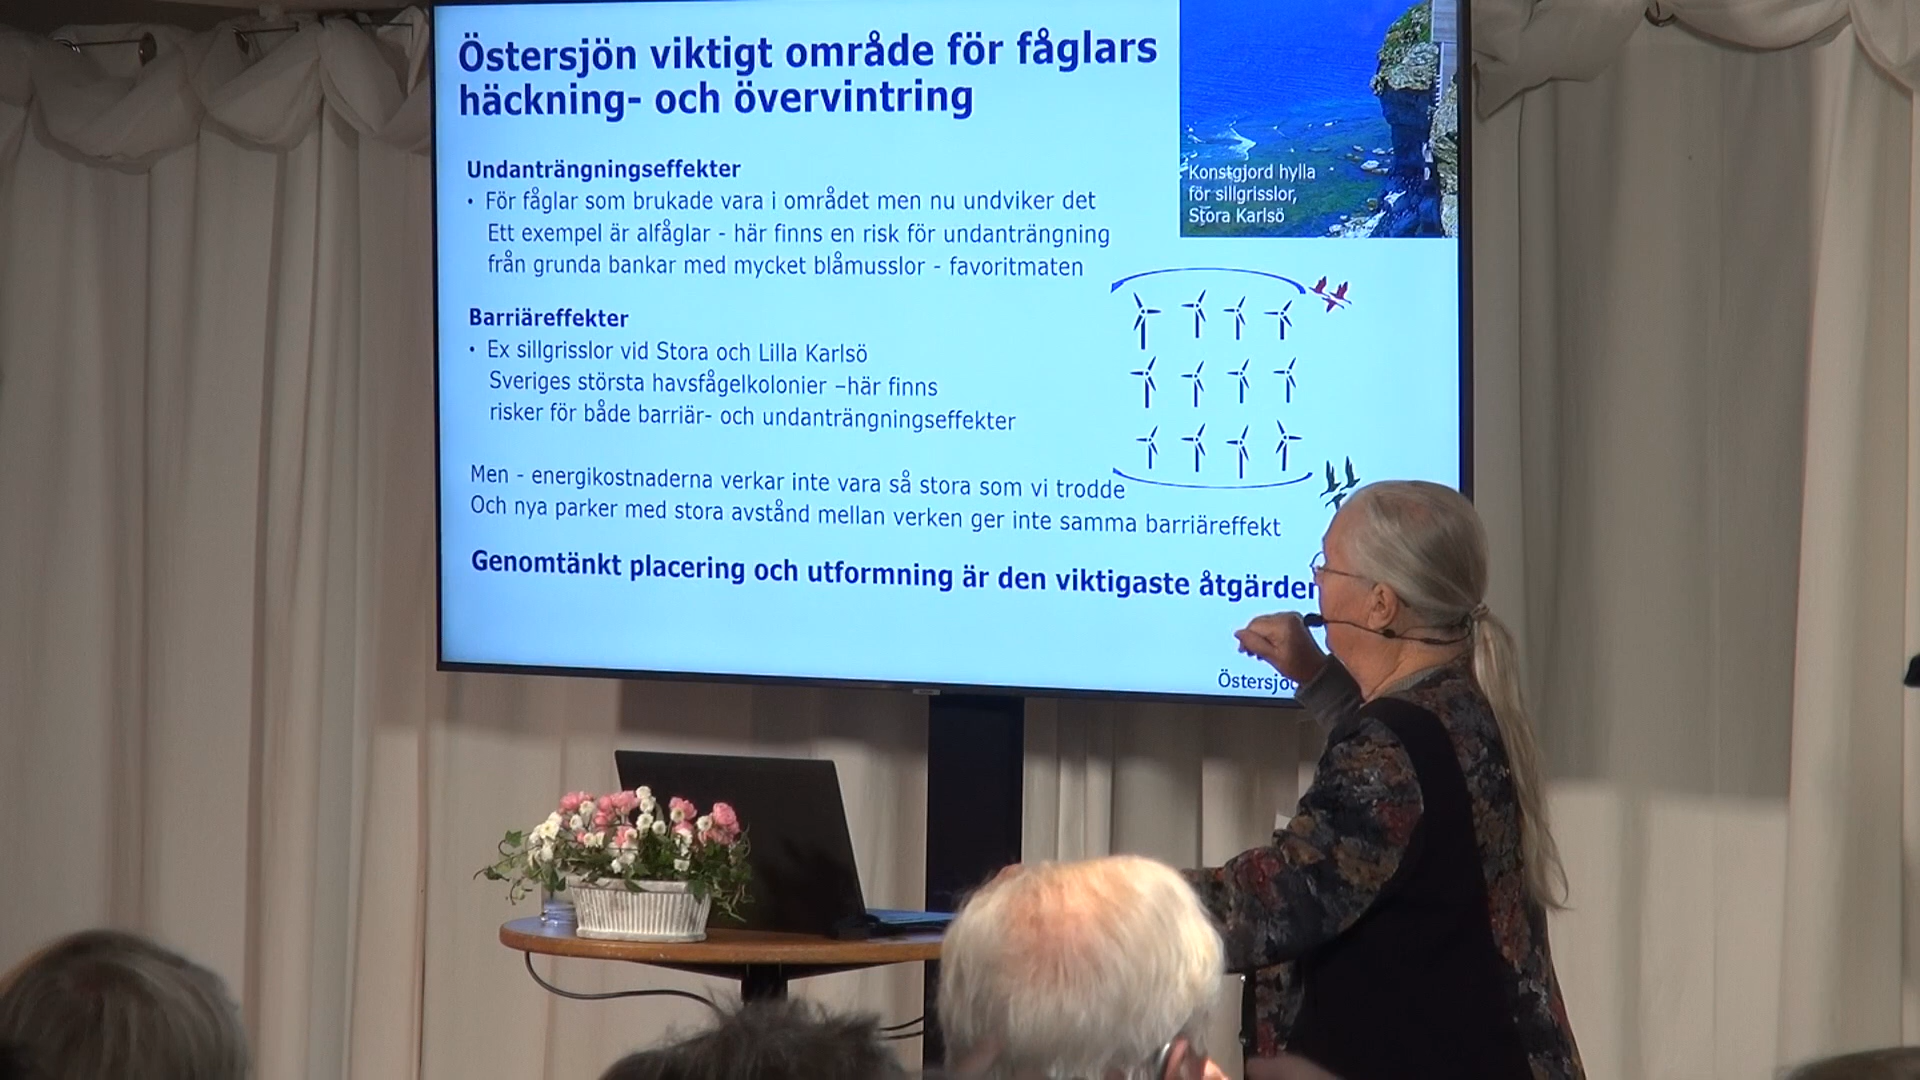 Östersjön viktigt område för fåglars
häckning- och övervintring
Konstgjord hylla
för sillgrisslor,
Stora Karlsö
Undanträngningseffekter
• För fåglar som brukade vara i området men nu undviker det
Ett exempel är alfåglar - här finns en risk för undanträngning
från grunda bankar med mycket blåmusslor - favoritmaten
Barriäreffekter
• Ex sillgrisslor vid Stora och Lilla Karlsö
Sveriges största havsfågelkolonier –här finns
risker för både barriär- och undanträngningseffekter
Men - energikostnaderna verkar inte vara så stora som vi trodde
Och nya parker med stora avstånd mellan verken ger inte samma barriäreffekt
Genomtänkt placering och utformning är den viktigaste åtgärden